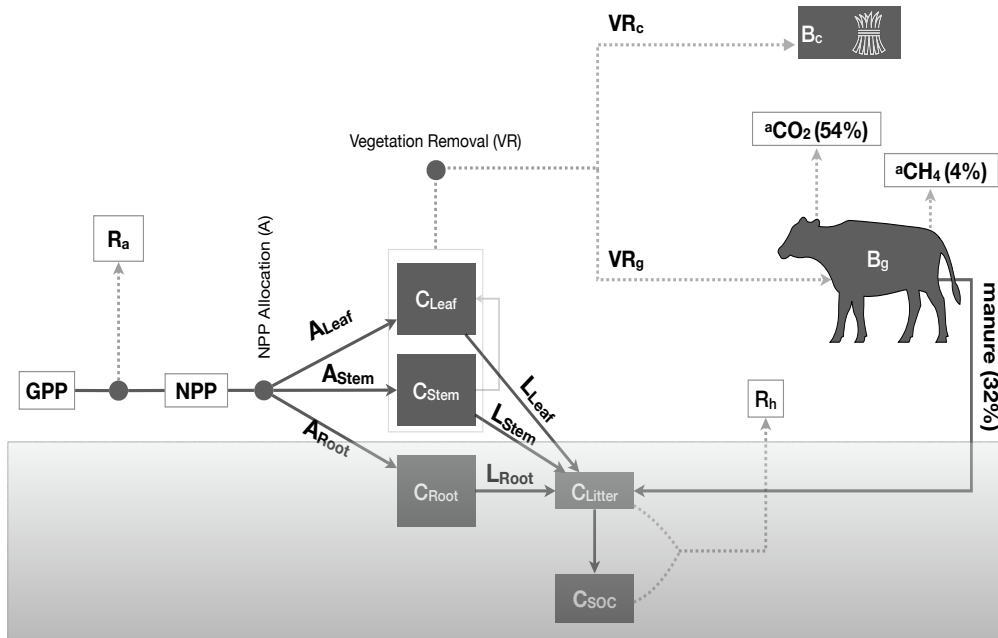 VRc
Bc
Vegetation Removal (VR)
aCO2 (54%)
aCH4 (4%)
Ra
NPP Allocation (A)
VRg
Bg
CLeaf
ALeaf
manure (32%)
GPP
NPP
AStem
CStem
LLeaf
LStem
Rh
ARoot
CRoot
LRoot
CLitter
CSOC